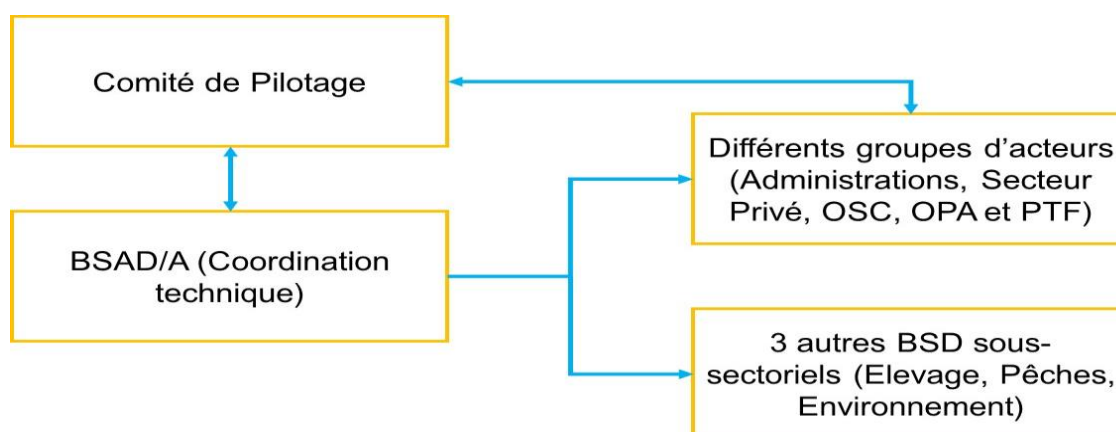 Comité de Pilotage
Différents groupes d’acteurs
(Administrations, Secteur
Privé, OSC, OPA et PTF)
BSAD/A (Coordination
technique)
3 autres BSD sous-
sectoriels (Elevage, Pêches,
Environnement)